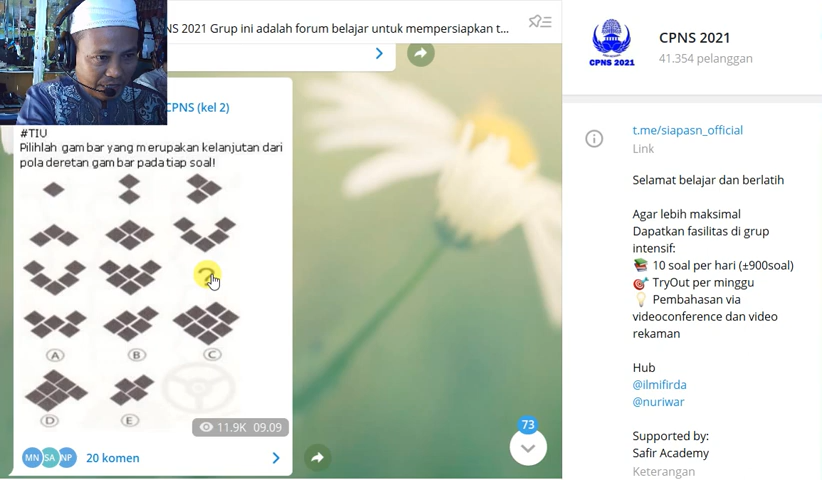 PNS 2021 Grup ini adalah forum belajar untuk mempersiapkan t...
CPNS (kel 2)
#TIU
Pilihlah gambar yang merupakan kelanjutan dari
pola deretan gambar pada tiap soal!
?
A
B
C
D
E
11.9K 09.09
73
MN SA NP 20 komen
CPNS 2021
CPNS 2021
41.354 pelanggan
t.me/siapasn_official
Link
Selamat belajar dan berlatih
Agar lebih maksimal
Dapatkan fasilitas di grup
intensif:
📚 10 soal per hari (±900soal)
🎯 TryOut per minggu
💡 Pembahasan via
videoconference dan video
rekaman
Hub
@ilmifirda
@nuriwar
Supported by:
Safir Academy
Keterangan